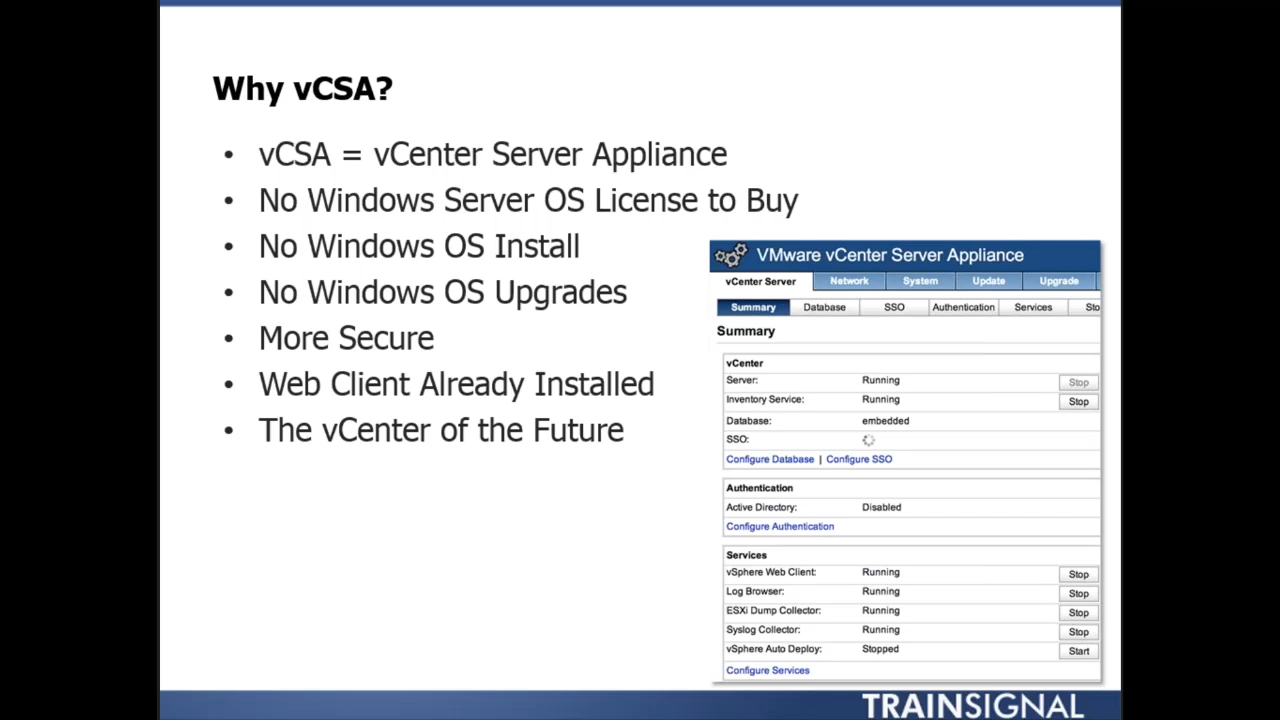 Why vCSA?
• vCSA = vCenter Server Appliance
• No Windows Server OS License to Buy
• No Windows OS Install
• No Windows OS Upgrades
• More Secure
• Web Client Already Installed
• The vCenter of the Future
VMware vCenter Server Appliance
vCenter Server Network System Update Upgrade
Summary Database SSO Authentication Services Sto
Summary
vCenter
Server: Running Stop
Inventory Service: Running Stop
Database: embedded
SSO:
Configure Database | Configure SSO
Authentication
Active Directory: Disabled
Configure Authentication
Services
vSphere Web Client: Running Stop
Log Browser: Running Stop
ESXi Dump Collector: Running Stop
Syslog Collector: Running Stop
vSphere Auto Deploy: Stopped Start
Configure Services
TRAINSIGNAL